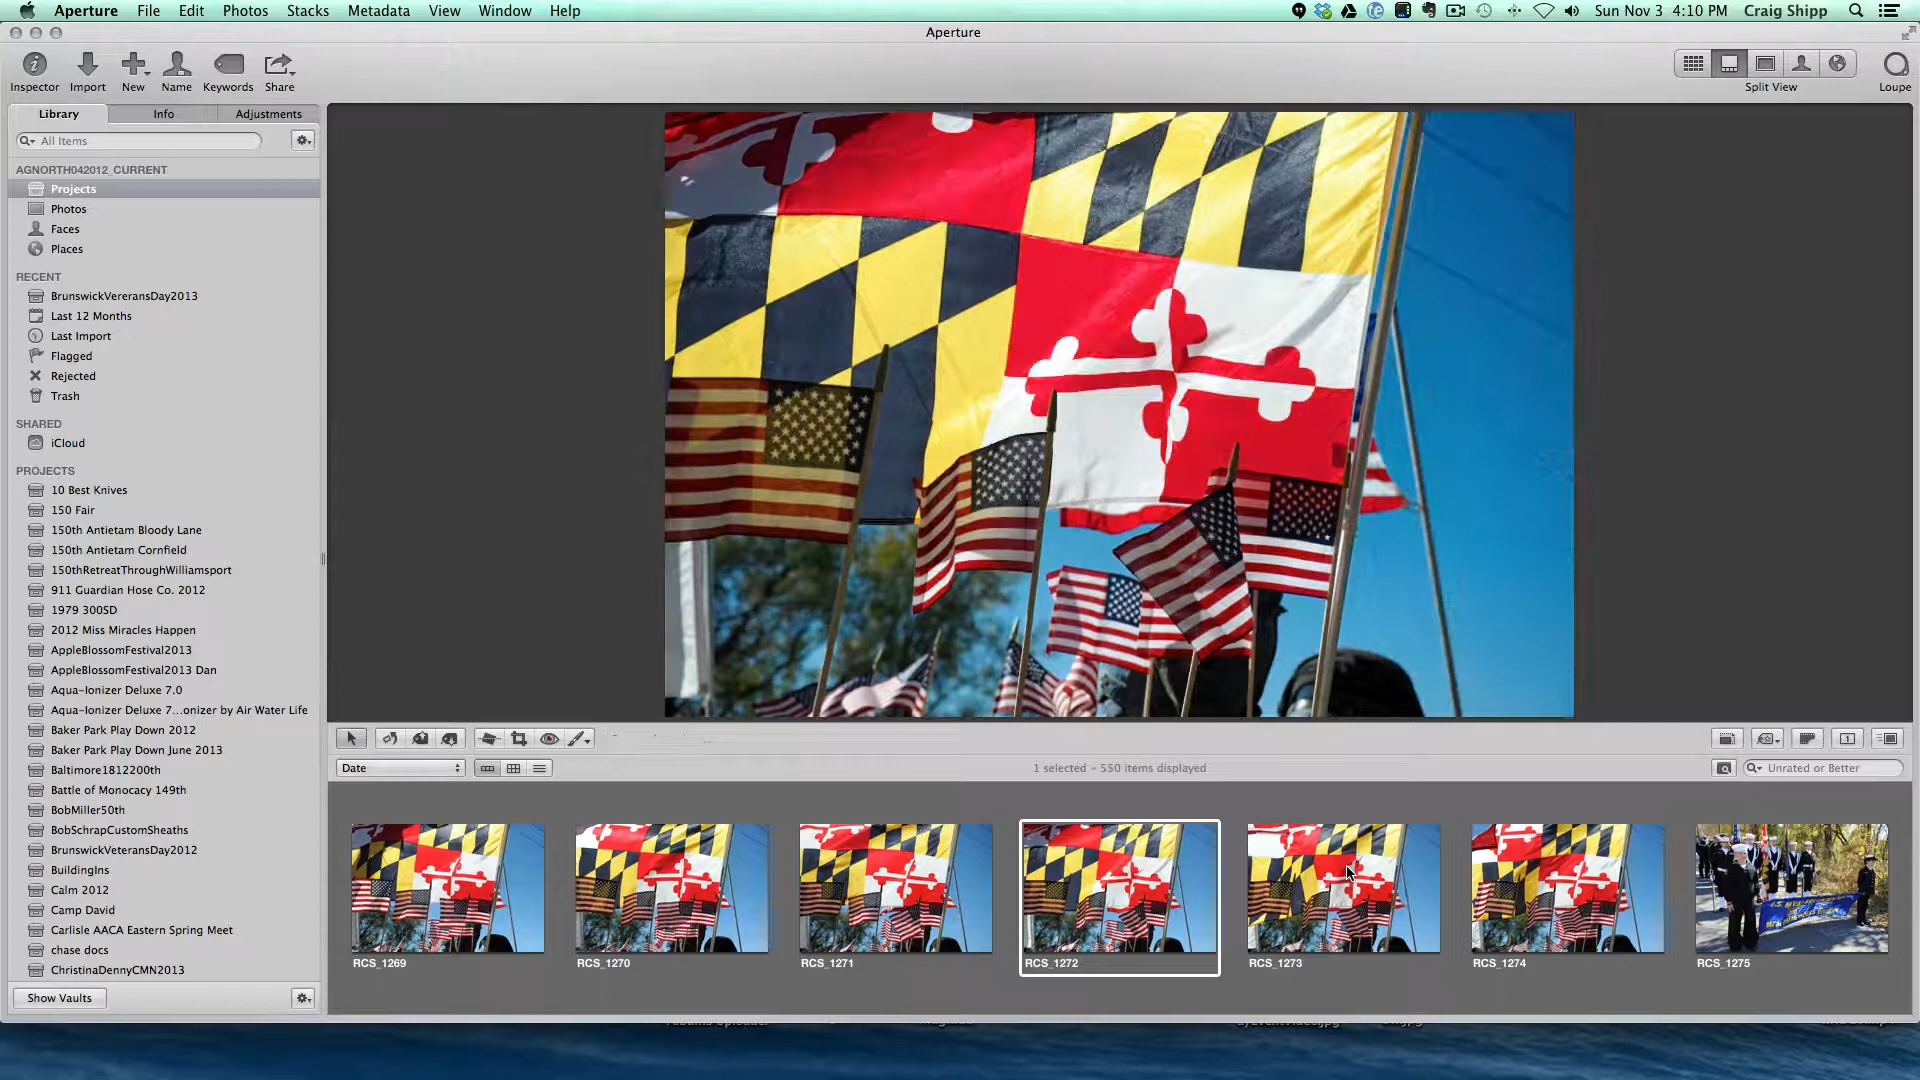 Aperture File Edit Photos Stacks Metadata View Window Help Sun Nov 3 4:10 PM Craig Shipp
Aperture
Inspector Import New Name Keywords Share Split View Loupe
Library Info Adjustments
All Items
AGNORTH042012_CURRENT
Projects
Photos
Faces
Places
RECENT
BrunswickVereransDay2013
Last 12 Months
Last Import
Flagged
Rejected
Trash
SHARED
iCloud
PROJECTS
10 Best Knives
150 Fair
150th Antietam Bloody Lane
150th Antietam Cornfield
150thRetreatThroughWilliamsport
911 Guardian Hose Co. 2012
1979 300SD
2012 Miss Miracles Happen
AppleBlossomFestival2013
AppleBlossomFestival2013 Dan
Aqua-Ionizer Deluxe 7.0
Aqua-Ionizer Deluxe 7...onizer by Air Water Life
Baker Park Play Down 2012
Baker Park Play Down June 2013
Baltimore1812200th
Battle of Monocacy 149th
BobMiller50th
BobSchrapCustomSheaths
BrunswickVeteransDay2012
BuildingIns
Calm 2012
Camp David
Carlisle AACA Eastern Spring Meet
chase docs
ChristinaDennyCMN2013
Show Vaults
Date 1 selected - 550 items displayed Unrated or Better
RCS_1269 RCS_1270 RCS_1271 RCS_1272 RCS_1273 RCS_1274 RCS_1275